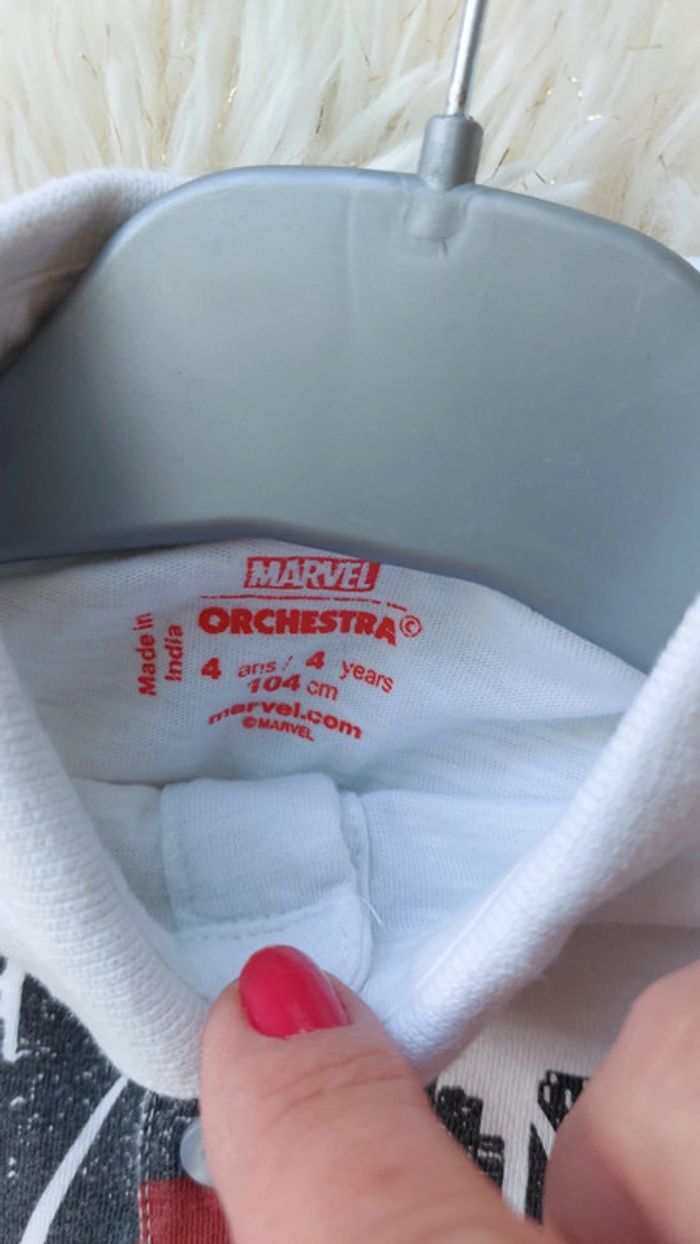 MARVEL
ORCHESTRA©
Made in
India
4 ans / 4 years
104 cm
marvel.com
©MARVEL